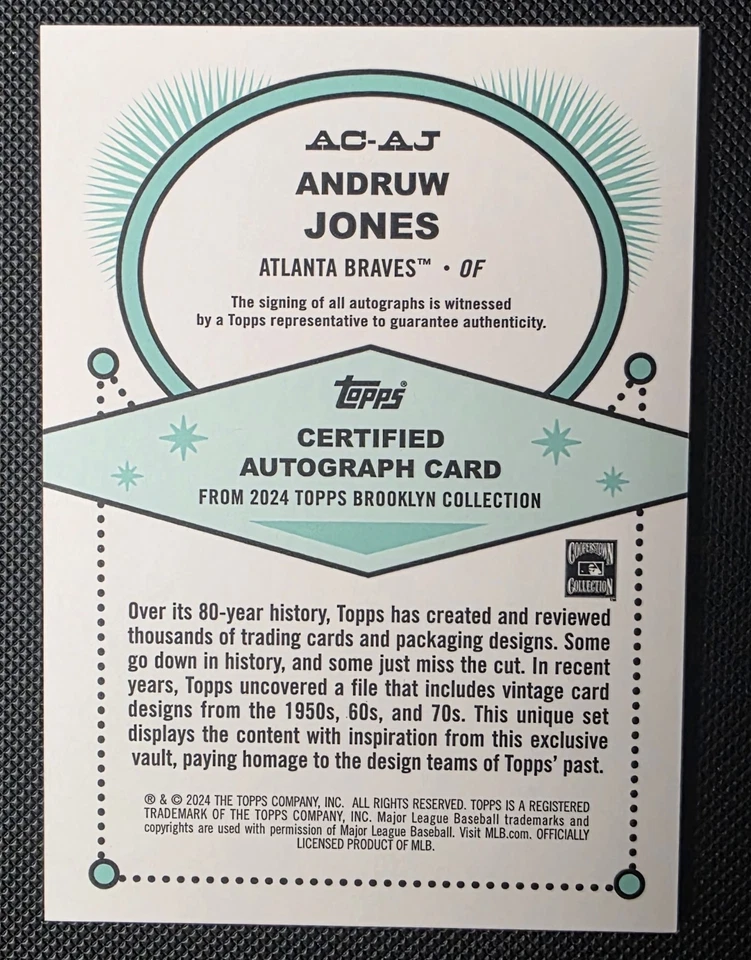 AC-AJ
ANDRUW
JONES
ATLANTA BRAVES™ • OF
The signing of all autographs is witnessed
by a Topps representative to guarantee authenticity.
topps®
CERTIFIED
AUTOGRAPH CARD
FROM 2024 TOPPS BROOKLYN COLLECTION
COOPERSTOWN
COLLECTION
Over its 80-year history, Topps has created and reviewed
thousands of trading cards and packaging designs. Some
go down in history, and some just miss the cut. In recent
years, Topps uncovered a file that includes vintage card
designs from the 1950s, 60s, and 70s. This unique set
displays the content with inspiration from this exclusive
vault, paying homage to the design teams of Topps' past.
® & © 2024 THE TOPPS COMPANY, INC. ALL RIGHTS RESERVED. TOPPS IS A REGISTERED
TRADEMARK OF THE TOPPS COMPANY, INC. Major League Baseball trademarks and
copyrights are used with permission of Major League Baseball. Visit MLB.com. OFFICIALLY
LICENSED PRODUCT OF MLB.